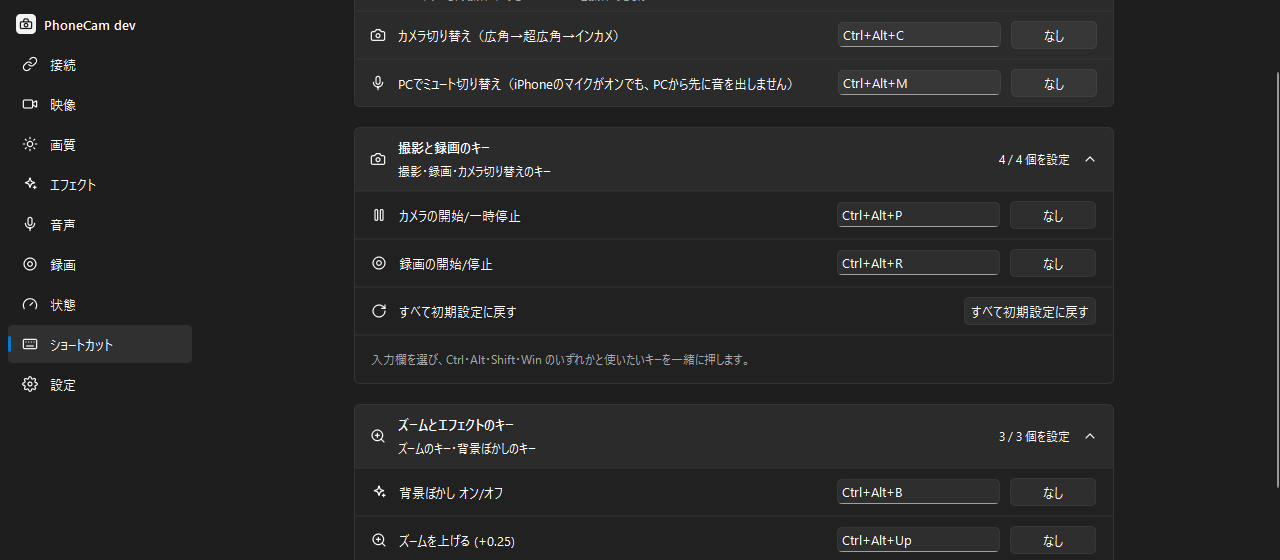 PhoneCam dev
接続
映像
画質
エフェクト
音声
録画
状態
ショートカット
設定
カメラ切り替え（広角→超広角→インカメ）
Ctrl+Alt+C
なし
PCでミュート切り替え（iPhoneのマイクがオンでも、PCから先に音を出しません）
Ctrl+Alt+M
なし
撮影と録画のキー
撮影・録画・カメラ切り替えのキー
4 / 4 個を設定
カメラの開始/一時停止
Ctrl+Alt+P
なし
録画の開始/停止
Ctrl+Alt+R
なし
すべて初期設定に戻す
すべて初期設定に戻す
入力欄を選び、Ctrl・Alt・Shift・Win のいずれかと使いたいキーを一緒に押します。
ズームとエフェクトのキー
ズームのキー・背景ぼかしのキー
3 / 3 個を設定
背景ぼかし オン/オフ
Ctrl+Alt+B
なし
ズームを上げる (+0.25)
Ctrl+Alt+Up
なし